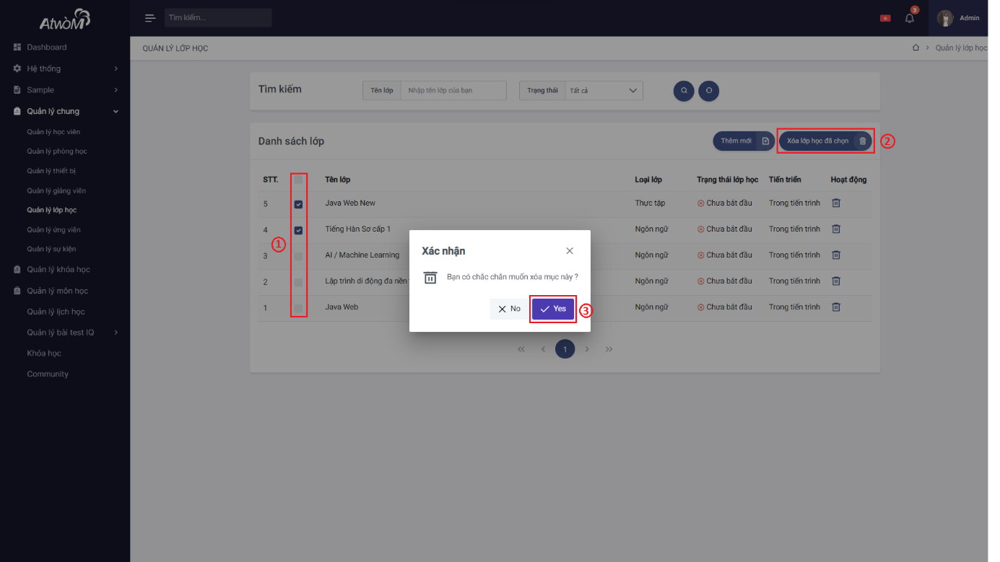 AtwòM
Tìm kiếm...
3
Admin
Dashboard
Hệ thống
Sample
Quản lý chung
Quản lý học viên
Quản lý phòng học
Quản lý thiết bị
Quản lý giảng viên
Quản lý lớp học
Quản lý ứng viên
Quản lý sự kiện
Quản lý khóa học
Quản lý môn học
Quản lý lịch học
Quản lý bài test IQ
Khóa học
Community
QUẢN LÝ LỚP HỌC
Quản lý lớp học
Tìm kiếm
Tên lớp Nhập tên lớp của bạn
Trạng thái Tất cả
Danh sách lớp
Thêm mới
Xóa lớp học đã chọn
2
STT. Tên lớp Loại lớp Trạng thái lớp học Tiến triển Hoạt động
5 Java Web New Thực tập Chưa bắt đầu Trong tiến trình
4 Tiếng Hàn Sơ cấp 1 Ngôn ngữ Chưa bắt đầu Trong tiến trình
1
3 AI / Machine Learning Ngôn ngữ Chưa bắt đầu Trong tiến trình
2 Lập trình di động đa nền Ngôn ngữ Chưa bắt đầu Trong tiến trình
1 Java Web Ngôn ngữ Chưa bắt đầu Trong tiến trình
Xác nhận
Bạn có chắc chắn muốn xóa mục này ?
No
Yes
3
1